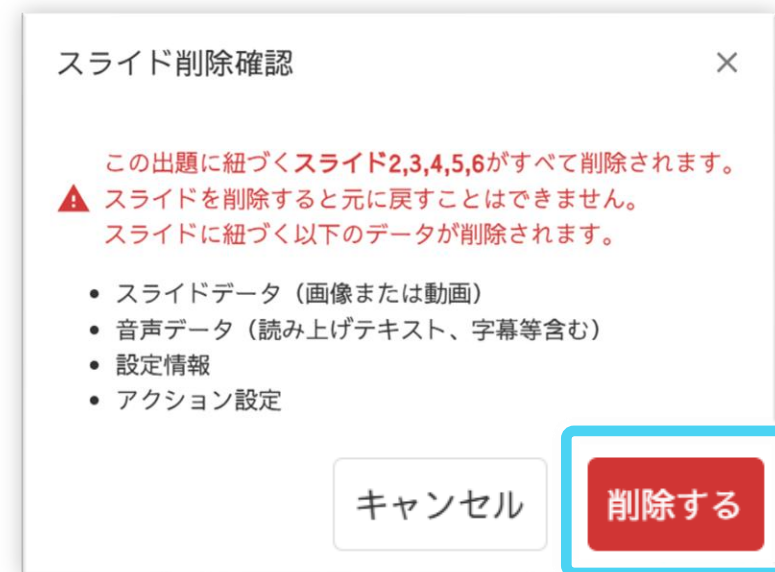 スライド削除確認
この出題に紐づくスライド2,3,4,5,6がすべて削除されます。
スライドを削除すると元に戻すことはできません。
スライドに紐づく以下のデータが削除されます。
• スライドデータ（画像または動画）
• 音声データ（読み上げテキスト、字幕等含む）
• 設定情報
• アクション設定
キャンセル
削除する